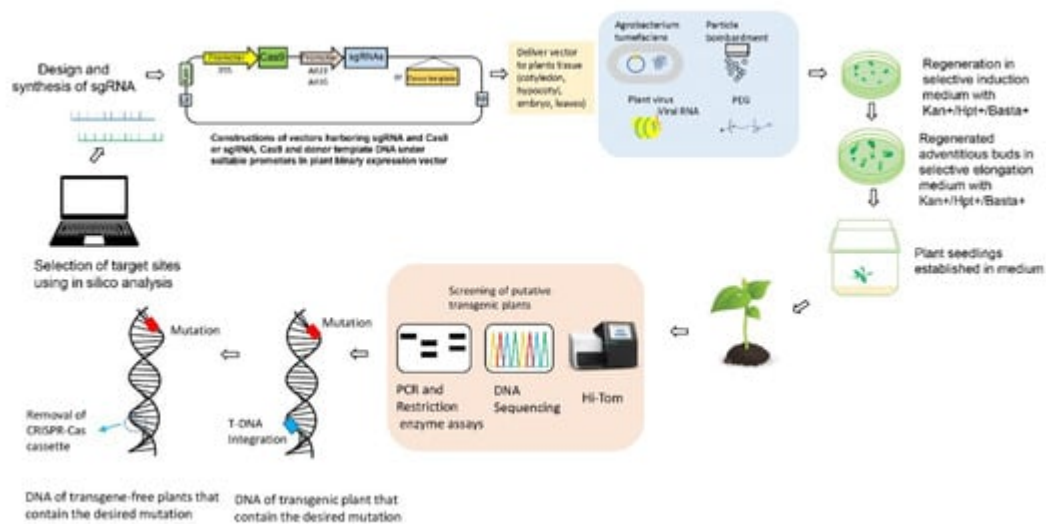 Design and
synthesis of sgRNA
Selection of target sites
using in silico analysis
Promoter
Cas9
sgRNAs
or
Donor template
Constructions of vectors harboring sgRNA and Cas9
or sgRNA, Cas9 and donor template DNA under
suitable promoters in plant binary expression vector
Deliver vector
to plants tissue
(cotyledon,
hypocotyl,
embryo, leaves)
Agrobacterium
tumefaciens
Particle
bombardment
Plant virus
Viral RNA
PEG
Regeneration in
selective induction
medium with
Kan+/Hpt+/Basta+
Regenerated
adventitious buds in
selective elongation
medium with
Kan+/Hpt+/Basta+
Plant seedlings
established in medium
Screening of putative
transgenic plants
PCR and
Restriction
enzyme assays
DNA
Sequencing
Hi-Tom
Mutation
T-DNA
Integration
DNA of transgenic plant that
contain the desired mutation
Mutation
Removal of
CRISPR-Cas
cassette
DNA of transgene-free plants that
contain the desired mutation